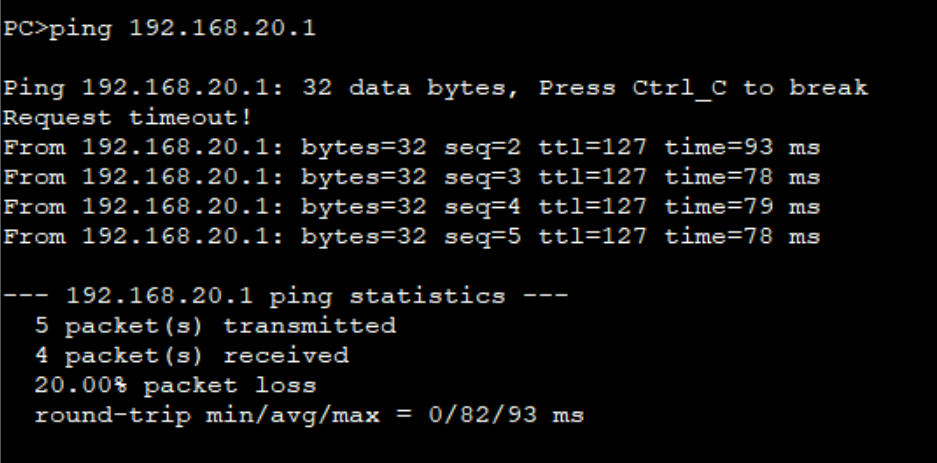 PC>ping 192.168.20.1
Ping 192.168.20.1: 32 data bytes, Press Ctrl_C to break
Request timeout!
From 192.168.20.1: bytes=32 seq=2 ttl=127 time=93 ms
From 192.168.20.1: bytes=32 seq=3 ttl=127 time=78 ms
From 192.168.20.1: bytes=32 seq=4 ttl=127 time=79 ms
From 192.168.20.1: bytes=32 seq=5 ttl=127 time=78 ms
--- 192.168.20.1 ping statistics ---
5 packet(s) transmitted
4 packet(s) received
20.00% packet loss
round-trip min/avg/max = 0/82/93 ms